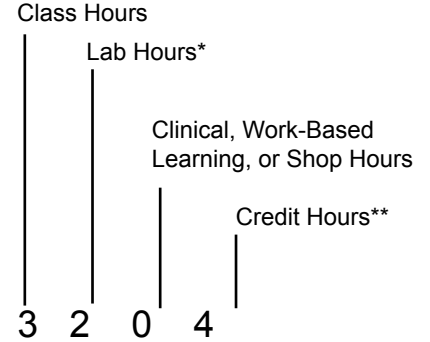 Class Hours
Lab Hours*
Clinical, Work-Based
Learning, or Shop Hours
Credit Hours**
3 2 0 4